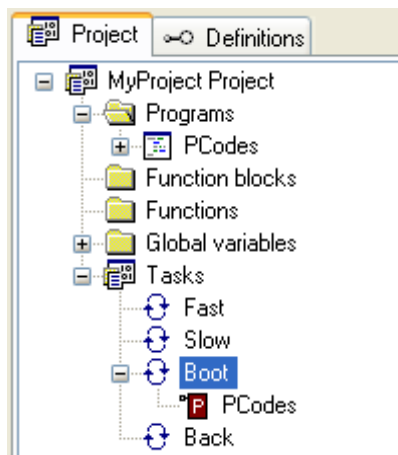 Project Definitions
MyProject Project
Programs
PCodes
Function blocks
Functions
Global variables
Tasks
Fast
Slow
Boot
P PCodes
Back